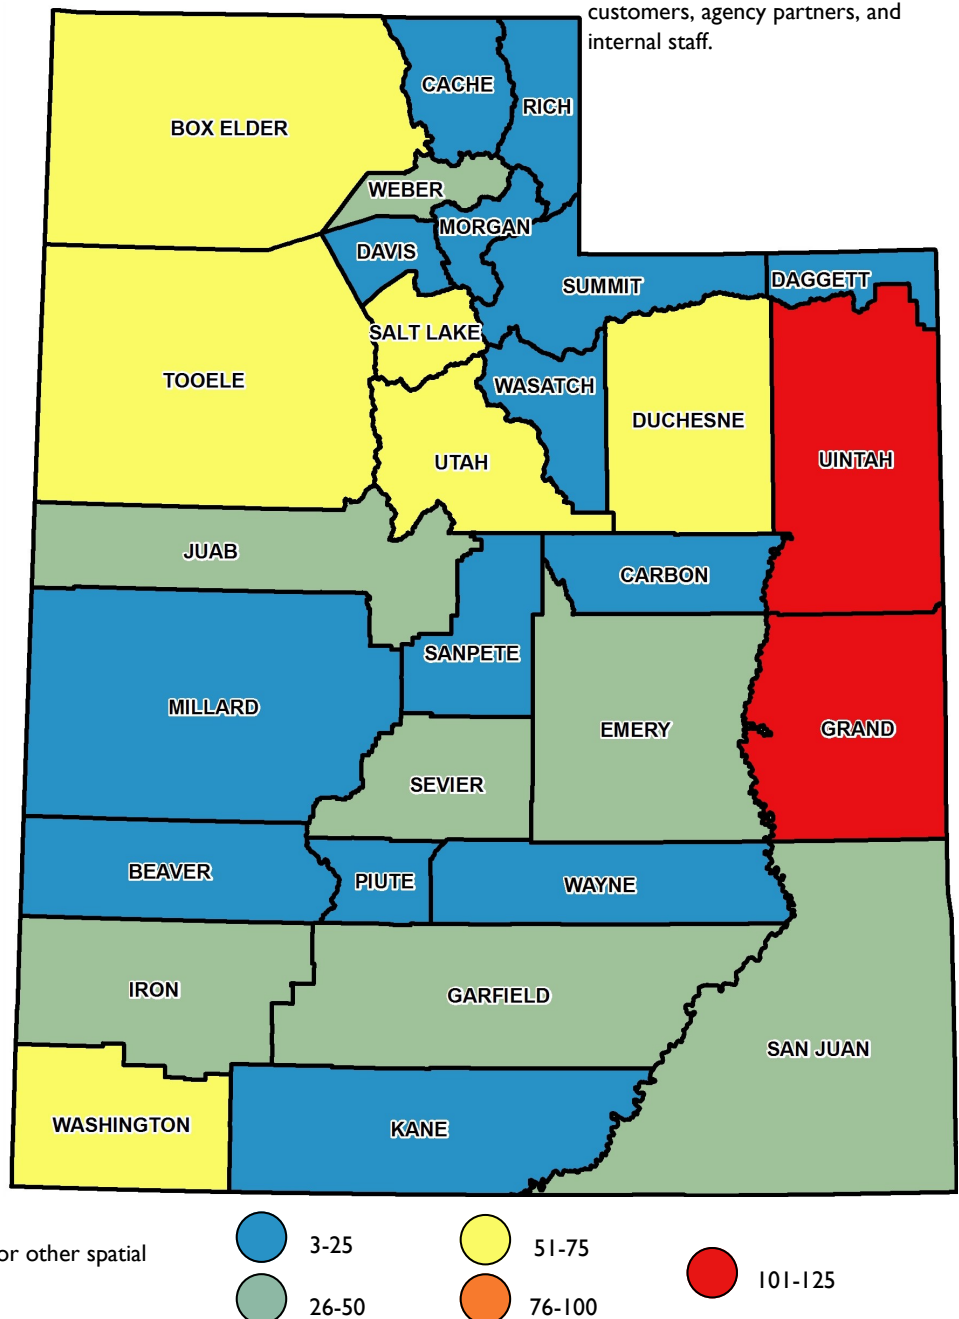 customers, agency partners, and
internal staff.
CACHE
RICH
BOX ELDER
WEBER
MORGAN
DAVIS
SUMMIT
DAGGETT
SALT LAKE
TOOELE
WASATCH
DUCHESNE
UINTAH
UTAH
JUAB
CARBON
SANPETE
MILLARD
EMERY
GRAND
SEVIER
BEAVER
PIUTE
WAYNE
IRON
GARFIELD
SAN JUAN
WASHINGTON
KANE
or other spatial
3-25
51-75
101-125
26-50
76-100